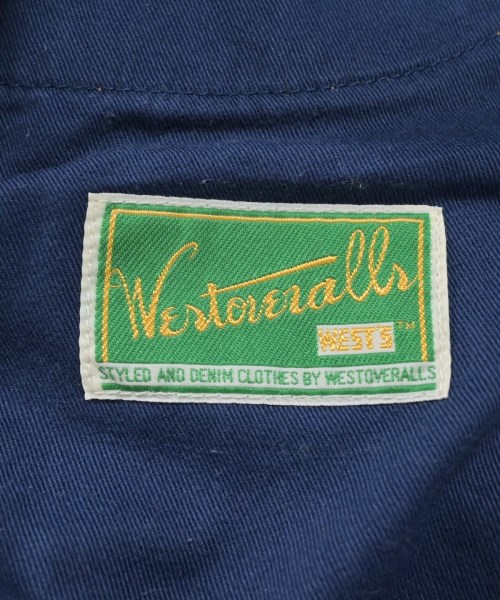 Westoveralls
WEST'S™
STYLED AND DENIM CLOTHES BY WESTOVERALLS